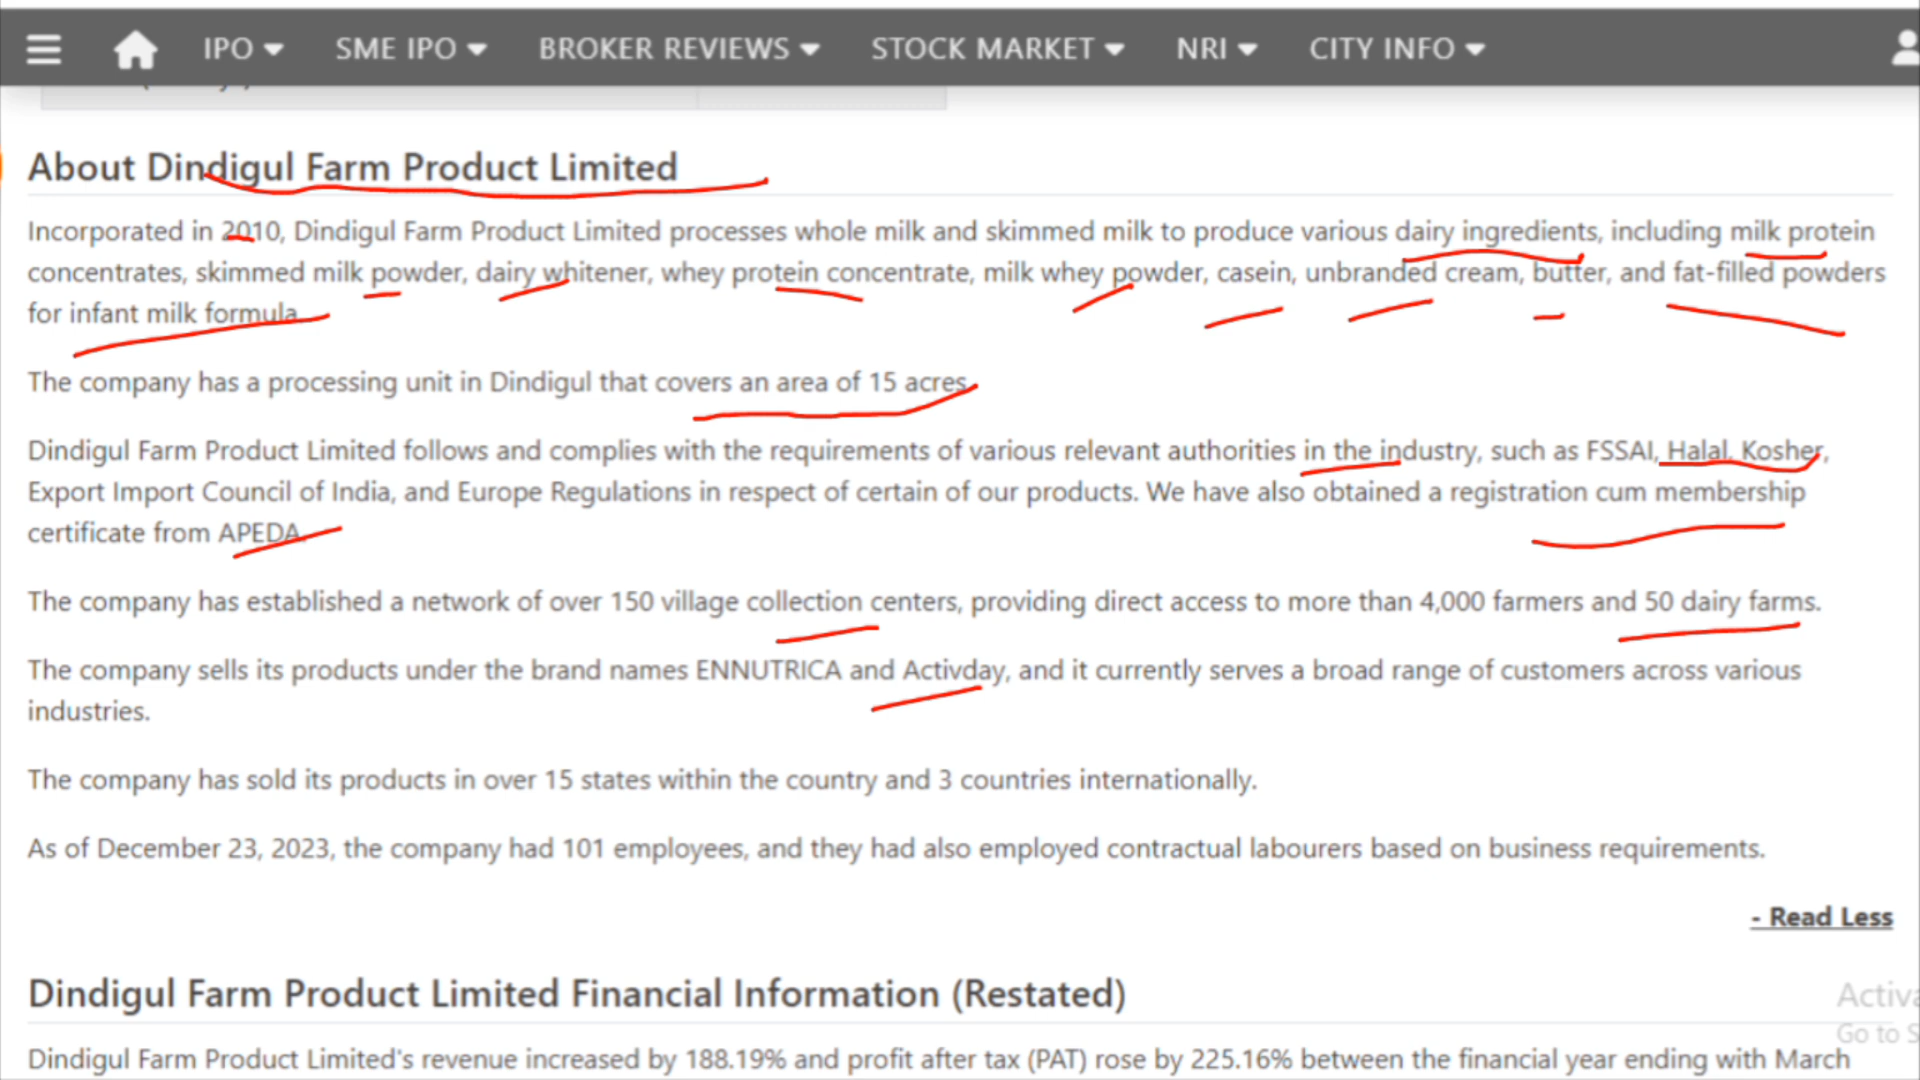 IPO SME IPO BROKER REVIEWS STOCK MARKET NRI CITY INFO
About Dindigul Farm Product Limited
Incorporated in 2010, Dindigul Farm Product Limited processes whole milk and skimmed milk to produce various dairy ingredients, including milk protein
concentrates, skimmed milk powder, dairy whitener, whey protein concentrate, milk whey powder, casein, unbranded cream, butter, and fat-filled powders
for infant milk formula.
The company has a processing unit in Dindigul that covers an area of 15 acres.
Dindigul Farm Product Limited follows and complies with the requirements of various relevant authorities in the industry, such as FSSAI, Halal, Kosher,
Export Import Council of India, and Europe Regulations in respect of certain of our products. We have also obtained a registration cum membership
certificate from APEDA.
The company has established a network of over 150 village collection centers, providing direct access to more than 4,000 farmers and 50 dairy farms.
The company sells its products under the brand names ENNUTRICA and Activday, and it currently serves a broad range of customers across various
industries.
The company has sold its products in over 15 states within the country and 3 countries internationally.
As of December 23, 2023, the company had 101 employees, and they had also employed contractual labourers based on business requirements.
- Read Less
Dindigul Farm Product Limited Financial Information (Restated)
Activa
Go to S
Dindigul Farm Product Limited's revenue increased by 188.19% and profit after tax (PAT) rose by 225.16% between the financial year ending with March